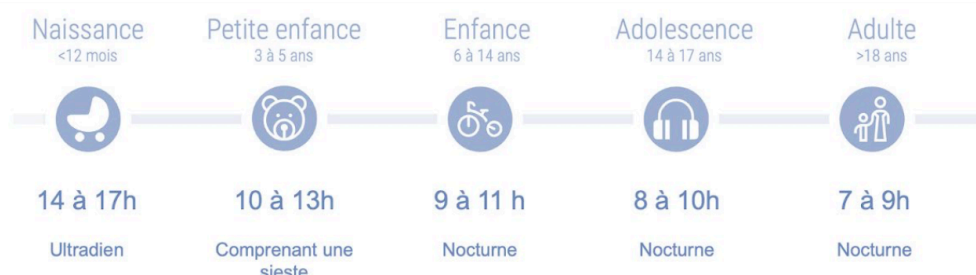 Naissance
<12 mois
Petite enfance
3 à 5 ans
Enfance
6 à 14 ans
Adolescence
14 à 17 ans
Adulte
>18 ans
14 à 17h
10 à 13h
9 à 11 h
8 à 10h
7 à 9h
Ultradien
Comprenant une
sieste
Nocturne
Nocturne
Nocturne